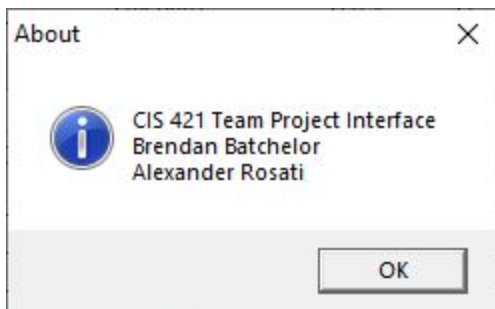 About
CIS 421 Team Project Interface
Brendan Batchelor
Alexander Rosati
OK